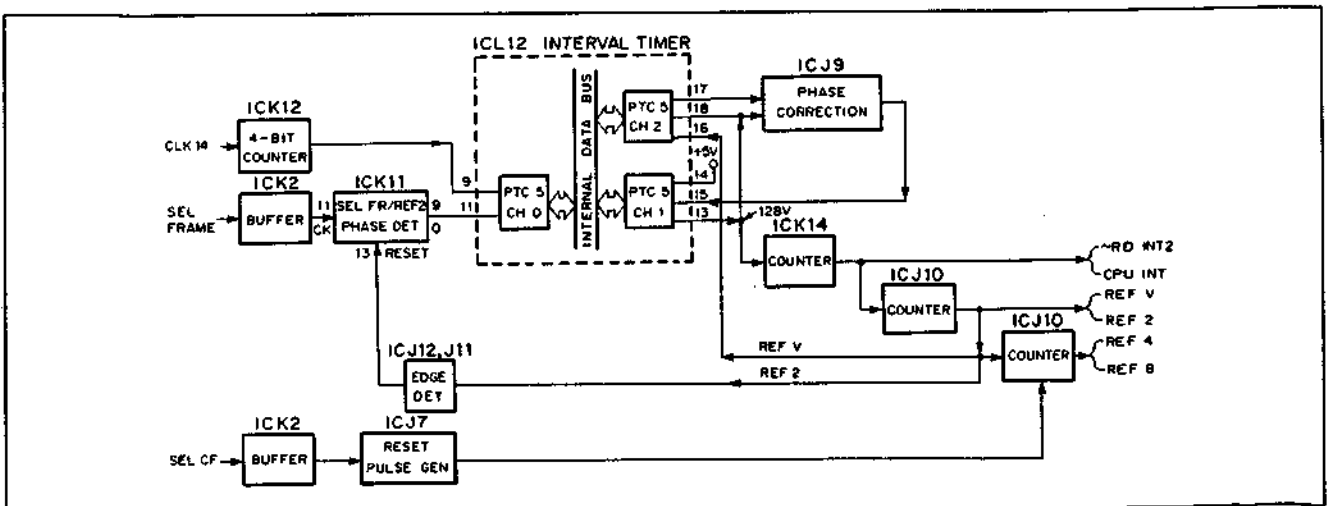 ICL12 INTERVAL TIMER
ICJ9
PHASE
CORRECTION
ICK12
4-BIT
COUNTER
CLK 14
ICK2
BUFFER
SEL
FRAME
11
CK
ICK11
SEL FR/REF2
PHASE DET
9
Q
13 RESET
9
11
PTC 5
CH 0
INTERNAL DATA BUS
PTC 5
CH 2
17
18
16
+5V
PTC 5
CH 1
14
15
13
128V
ICK14
COUNTER
~RD INT2
CPU INT
ICJ10
COUNTER
REF V
REF 2
ICJ10
COUNTER
REF 4
REF 8
REF V
REF 2
ICJ12, J11
EDGE
DET
ICK2
BUFFER
SEL CF
ICJ7
RESET
PULSE GEN